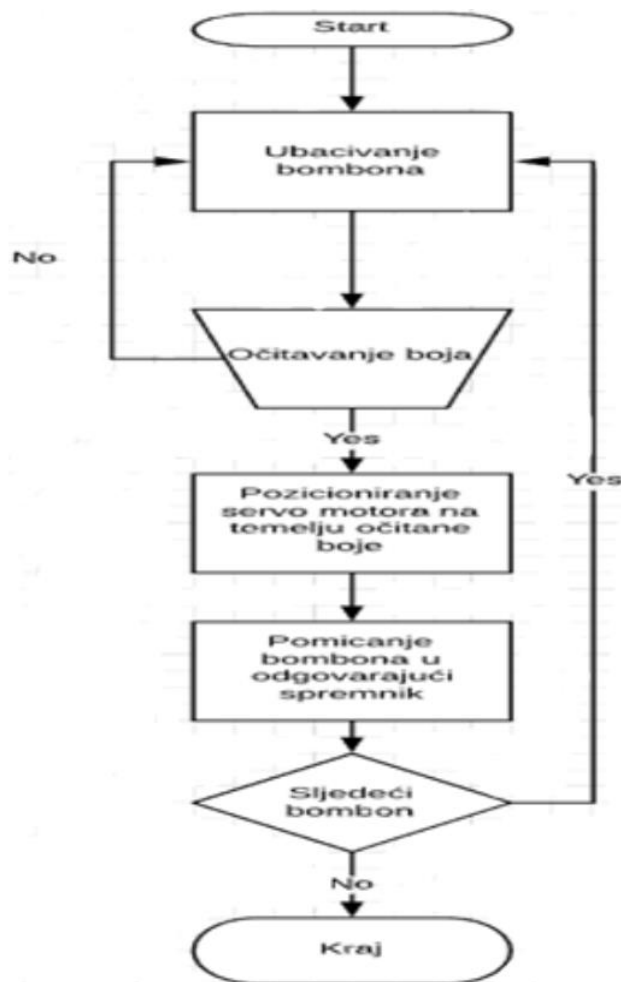 Start
Ubacivanje
bombona
No
Očitavanje boja
Yes
Pozicioniranje
servo motora na
temelju očitane
boje
Yes
Pomicanje
bombona u
odgovarajući
spremnik
Sljedeći
bombon
No
Kraj